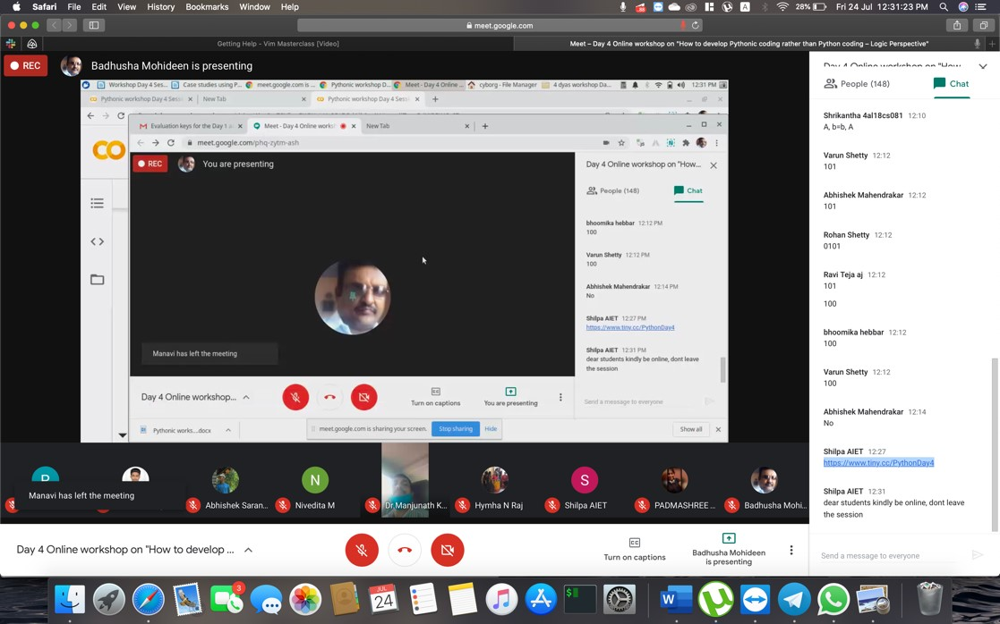 Safari File Edit View History Bookmarks Window Help
28% Fri 24 Jul 12:31:23 PM
meet.google.com
Getting Help - Vim Masterclass [Video]
Meet – Day 4 Online workshop on "How to develop Pythonic coding rather than Python coding – Logic Perspective"
REC
Badhusha Mohideen is presenting
Workshop Day 4 Ses...
Case studies using P...
meet.google.com is ...
Pythonic workshop D...
Meet - Day 4 Online ...
cyborg - File Manager
4 dyas workshop Da...
12:31 PM
Pythonic workshop Day 4 Sessi
New Tab
Pythonic workshop Day 4 Sessi
Evaluation keys for the Day 1 a
Meet - Day 4 Online worksh
New Tab
meet.google.com/phq-zytm-ash
REC
You are presenting
Day 4 Online workshop on "How...
People (148)
Chat
bhoomika hebbar 12:12 PM
100
Varun Shetty 12:12 PM
100
Abhishek Mahendrakar 12:14 PM
No
Shilpa AIET 12:27 PM
https://www.tiny.cc/PythonDay4
Shilpa AIET 12:31 PM
dear students kindly be online, dont leave
the session
Send a message to everyone
Manavi has left the meeting
Day 4 Online workshop...
Turn on captions
You are presenting
Pythonic works....docx
meet.google.com is sharing your screen.
Stop sharing
Hide
Show all
Manavi has left the meeting
Abhishek Saran...
Nivedita M
Dr Manjunath K...
Hymha N Raj
Shilpa AIET
PADMASHREE ...
Badhusha Mohi...
N
S
Day 4 Online workshop on "How to develop ...
Turn on captions
Badhusha Mohideen
is presenting
People (148)
Chat
Shrikantha 4al18cs081 12:10
A, b=b, A
Varun Shetty 12:12
101
Abhishek Mahendrakar 12:12
101
Rohan Shetty 12:12
0101
Ravi Teja aj 12:12
101
100
bhoomika hebbar 12:12
100
Varun Shetty 12:12
100
Abhishek Mahendrakar 12:14
No
Shilpa AIET 12:27
https://www.tiny.cc/PythonDay4
Shilpa AIET 12:31
dear students kindly be online, dont leave
the session
Send a message to everyone
3
JUL
24